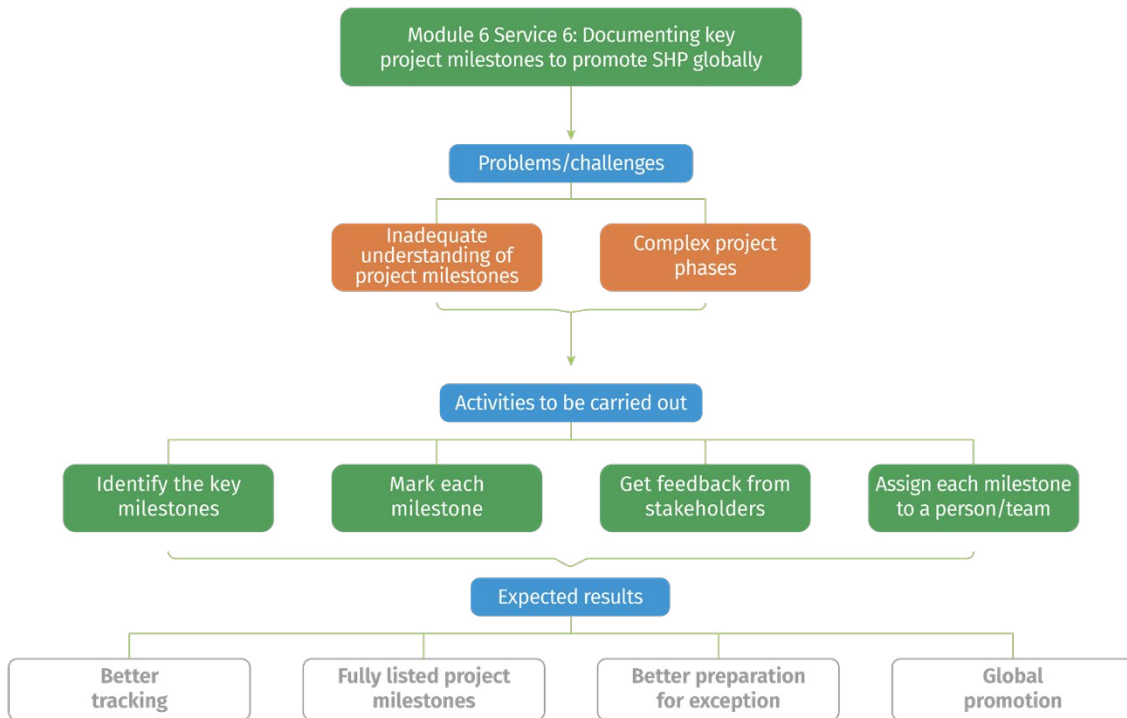 Module 6 Service 6: Documenting key
project milestones to promote SHP globally
Problems/challenges
Inadequate
understanding of
project milestones
Complex project
phases
Activities to be carried out
Identify the key
milestones
Mark each
milestone
Get feedback from
stakeholders
Assign each milestone
to a person/team
Expected results
Better
tracking
Fully listed project
milestones
Better preparation
for exception
Global
promotion